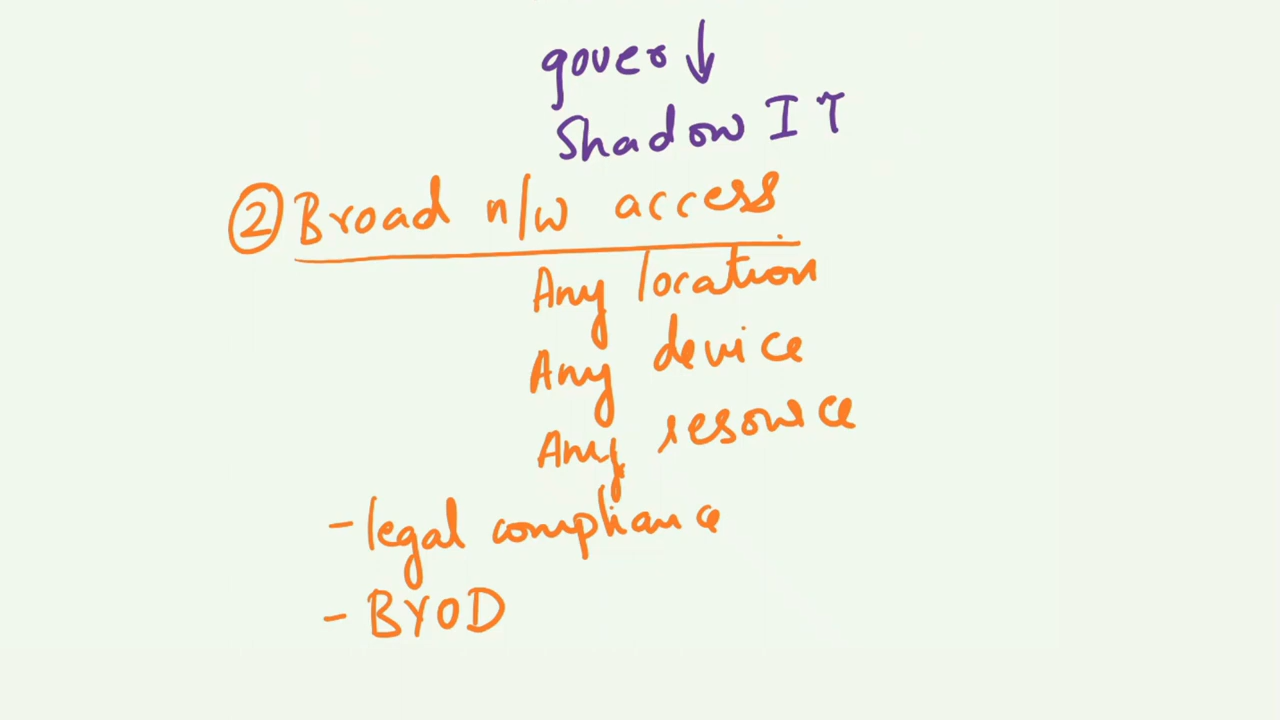 gover ↓
Shadow IT
② Broad n/w access
Any location
Any device
Any resource
- legal compliance
- BYOD